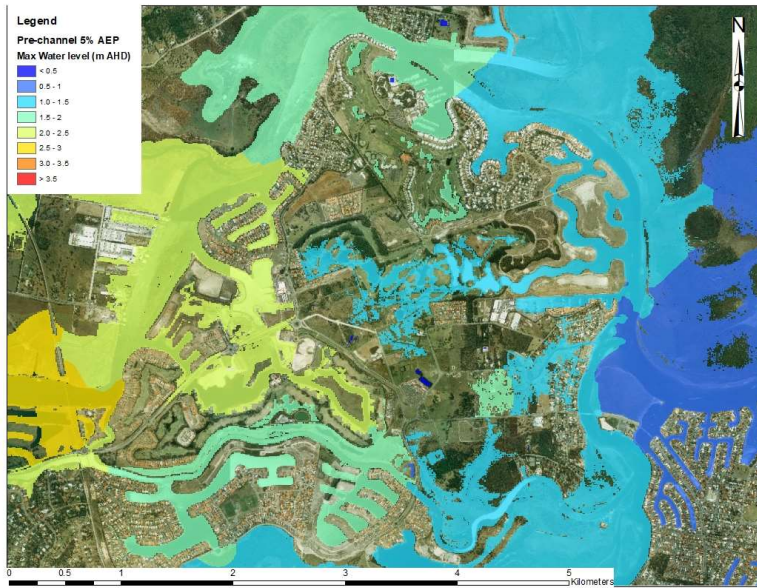 Legend
Pre-channel 5% AEP
Max Water level (m AHD)
< 0.5
0.5 - 1
1.0 - 1.5
1.5 - 2
2.0 - 2.5
2.5 - 3
3.0 - 3.5
> 3.5
N
0 0.5 1 2 3 4 5
Kilometers